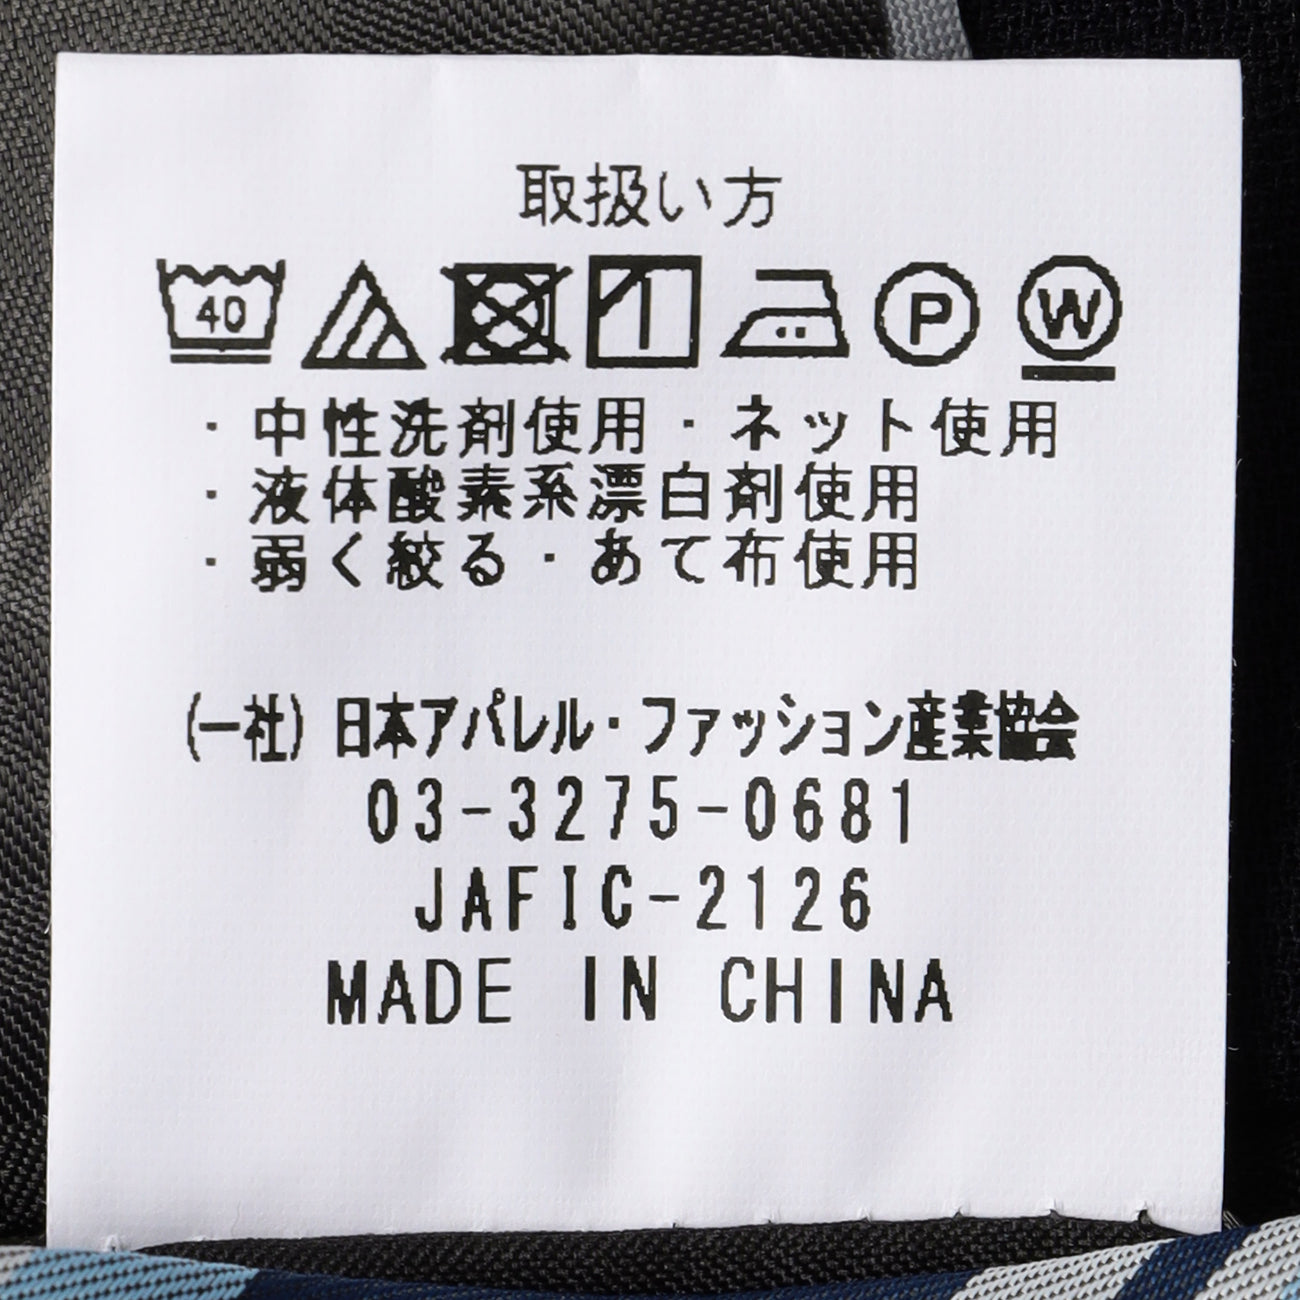 取扱い方
40 P W
・中性洗剤使用・ネット使用
・液体酸素系漂白剤使用
・弱く絞る・あて布使用
(一社)日本アパレル・ファッション産業協会
03-3275-0681
JAFIC-2126
MADE IN CHINA